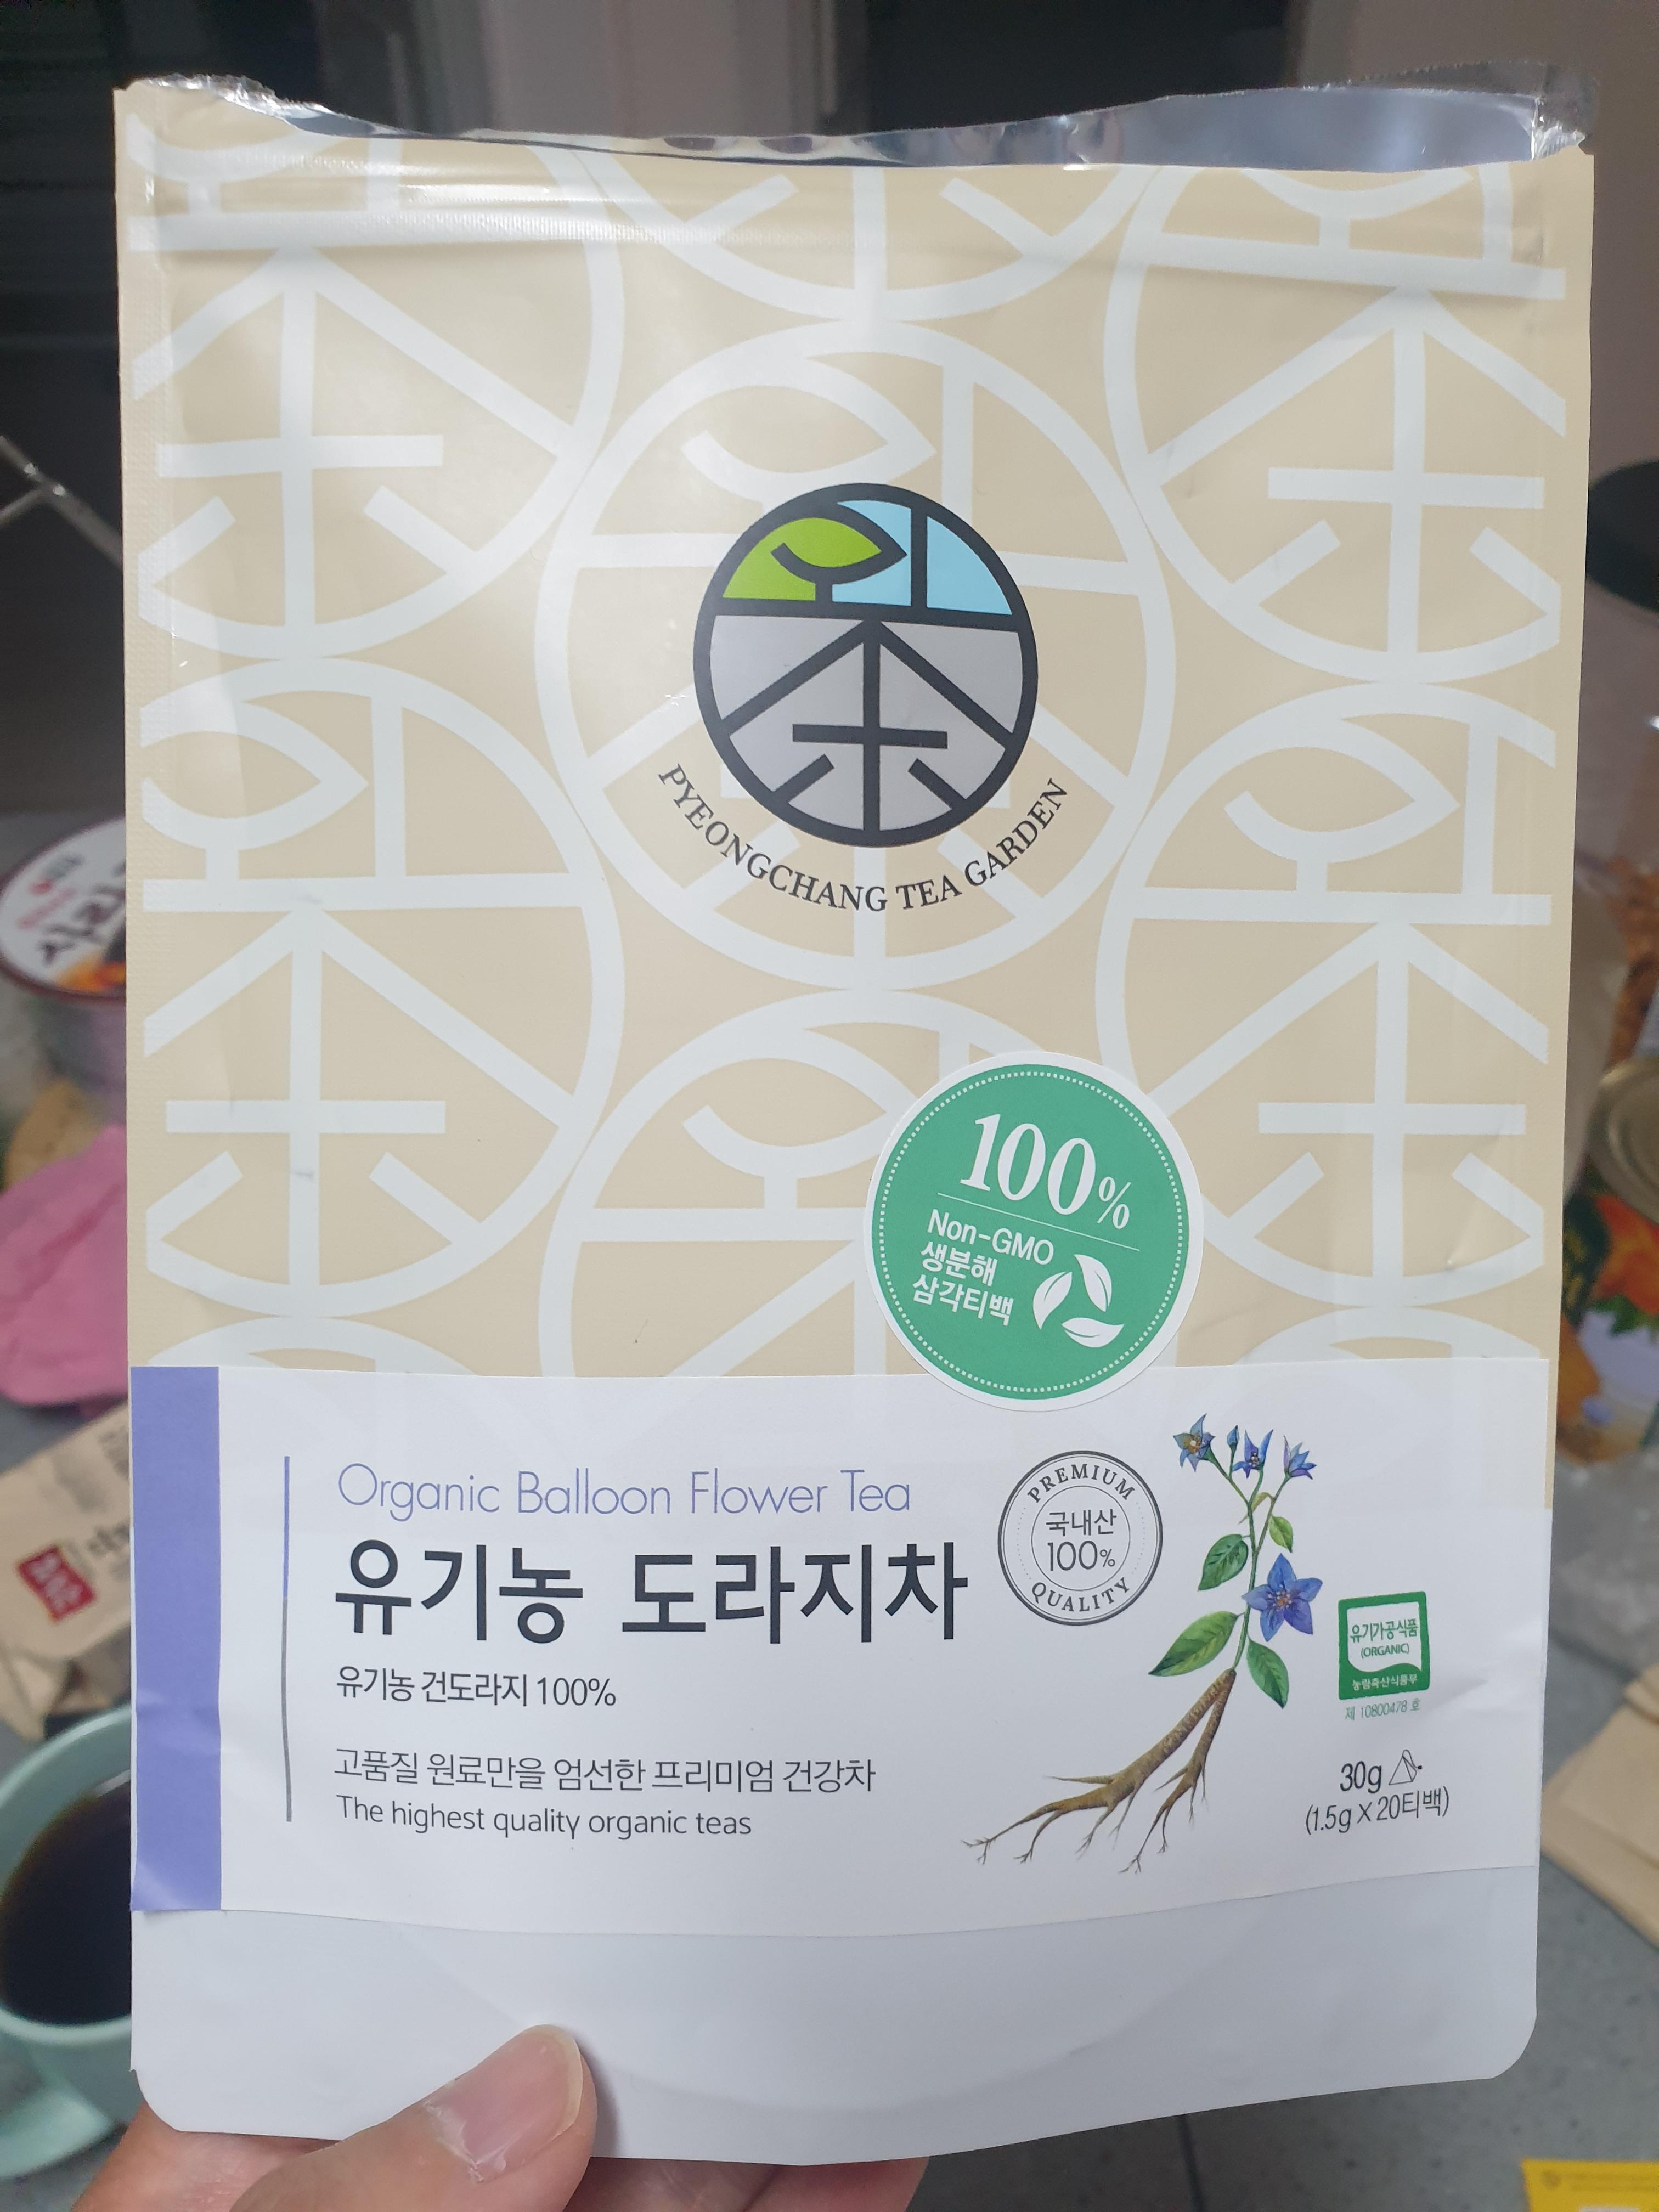 PYEONGCHANG TEA GARDEN
100%
Non-GMO
생분해
삼각티백
Organic Balloon Flower Tea
유기농 도라지차
유기농 건도라지 100%
고품질 원료만을 엄선한 프리미엄 건강차
The highest quality organic teas
PREMIUM
국내산
100%
QUALITY
유기가공식품
(ORGANIC)
농림축산식품부
제 10800478 호
30g
(1.5g X 20티백)